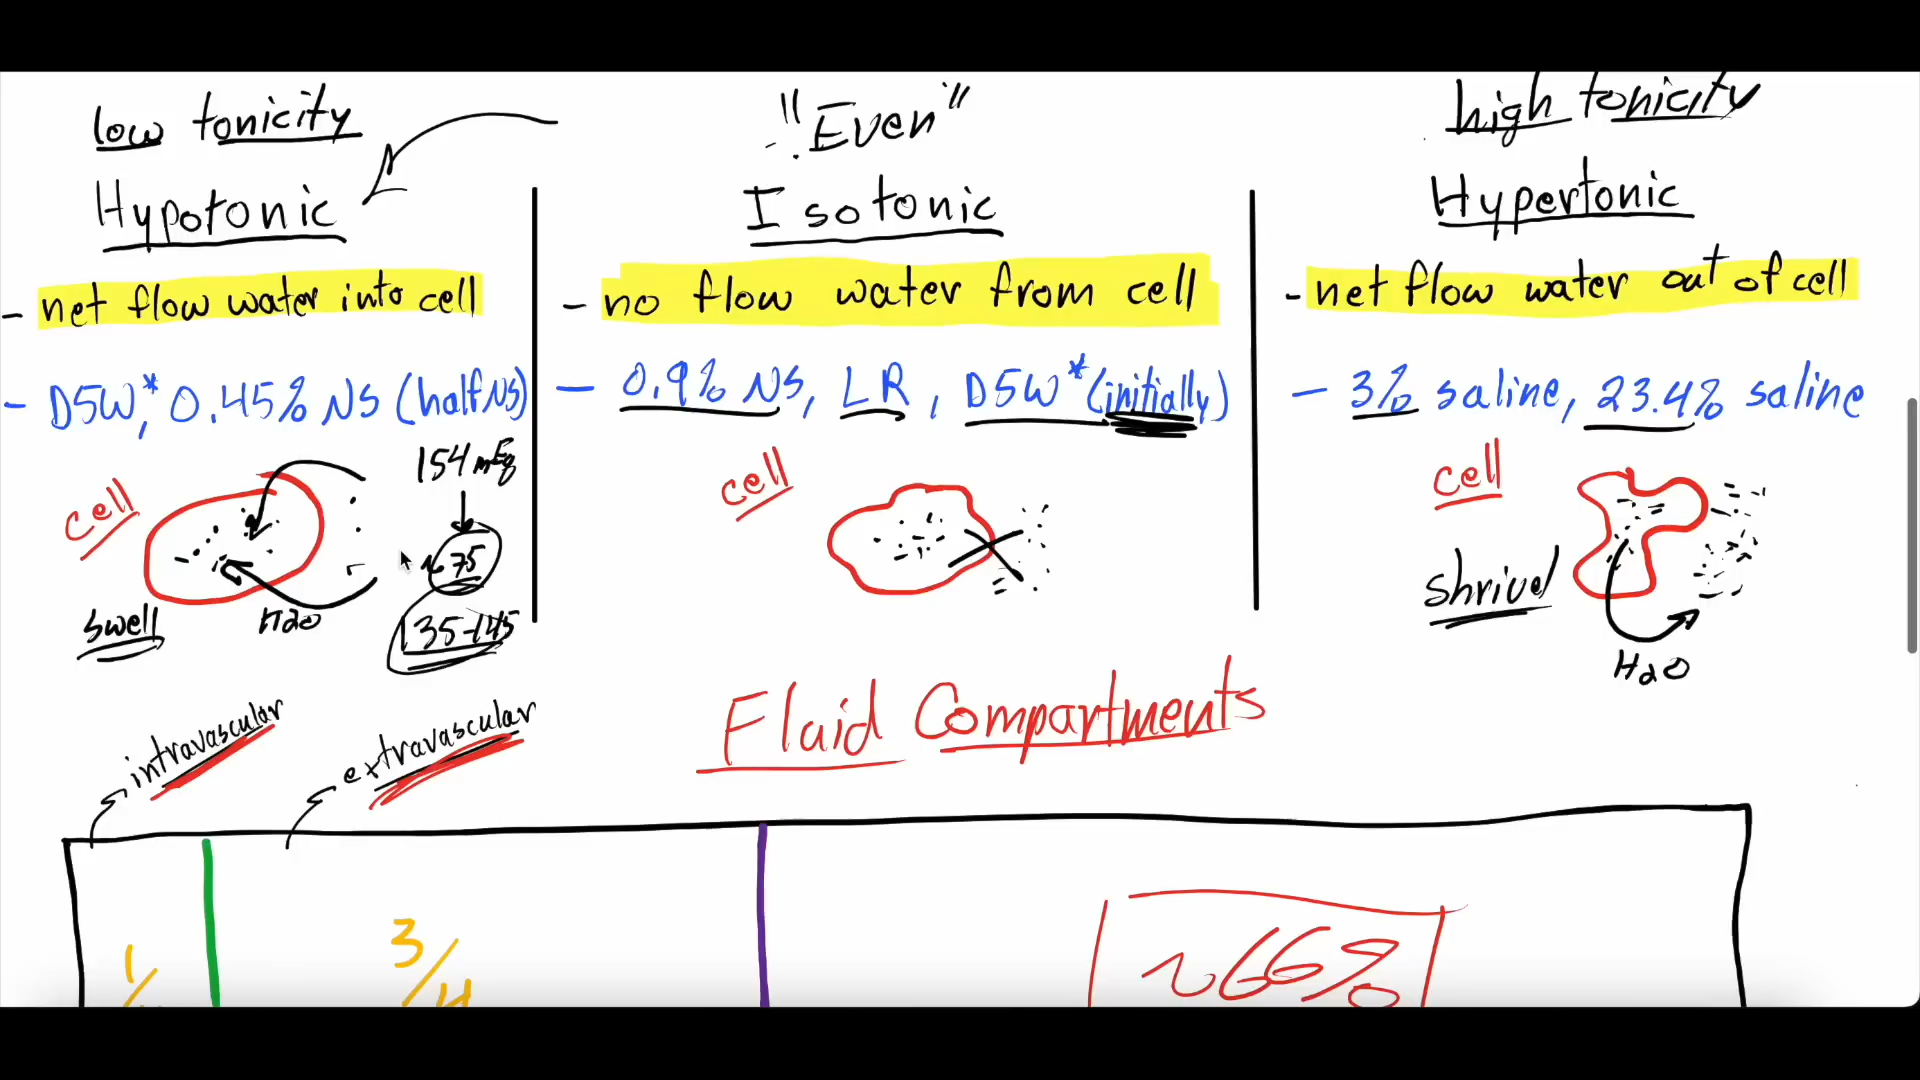 low tonicity
"Even"
high tonicity
Hypotonic
Isotonic
Hypertonic
- net flow water into cell
- no flow water from cell
- net flow water out of cell
- D5W,* 0.45% NS (half NS)
- 0.9% NS, LR, D5W* (initially)
- 3% saline, 23.4% saline
cell
154 mEq
cell
cell
~75
swell
H2O
135-145
shrivel
H2O
intravascular
extravascular
Fluid Compartments
3/4
~66%